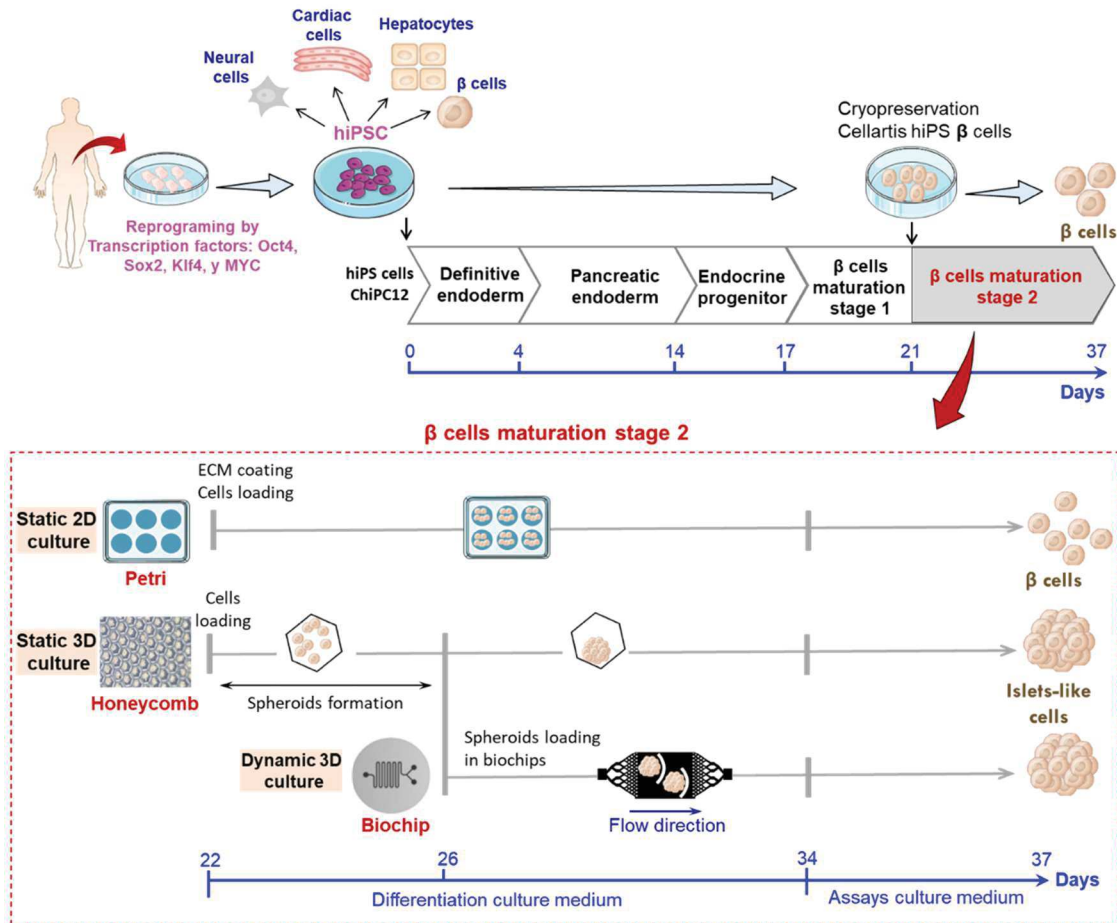 Cardiac
cells
Hepatocytes
Neural
cells
β cells
hiPSC
Cryopreservation
Cellartis hiPS β cells
Reprograming by
Transcription factors: Oct4,
Sox2, Klf4, y MYC
β cells
hiPS cells
ChiPC12
Definitive
endoderm
Pancreatic
endoderm
Endocrine
progenitor
β cells
maturation
stage 1
β cells maturation
stage 2
0 4 14 17 21 37
Days
β cells maturation stage 2
ECM coating
Cells loading
Static 2D
culture
Petri
β cells
Cells
loading
Static 3D
culture
Honeycomb
Spheroids formation
Islets-like
cells
Dynamic 3D
culture
Spheroids loading
in biochips
Biochip
Flow direction
22 26 34 37
Days
Differentiation culture medium
Assays culture medium